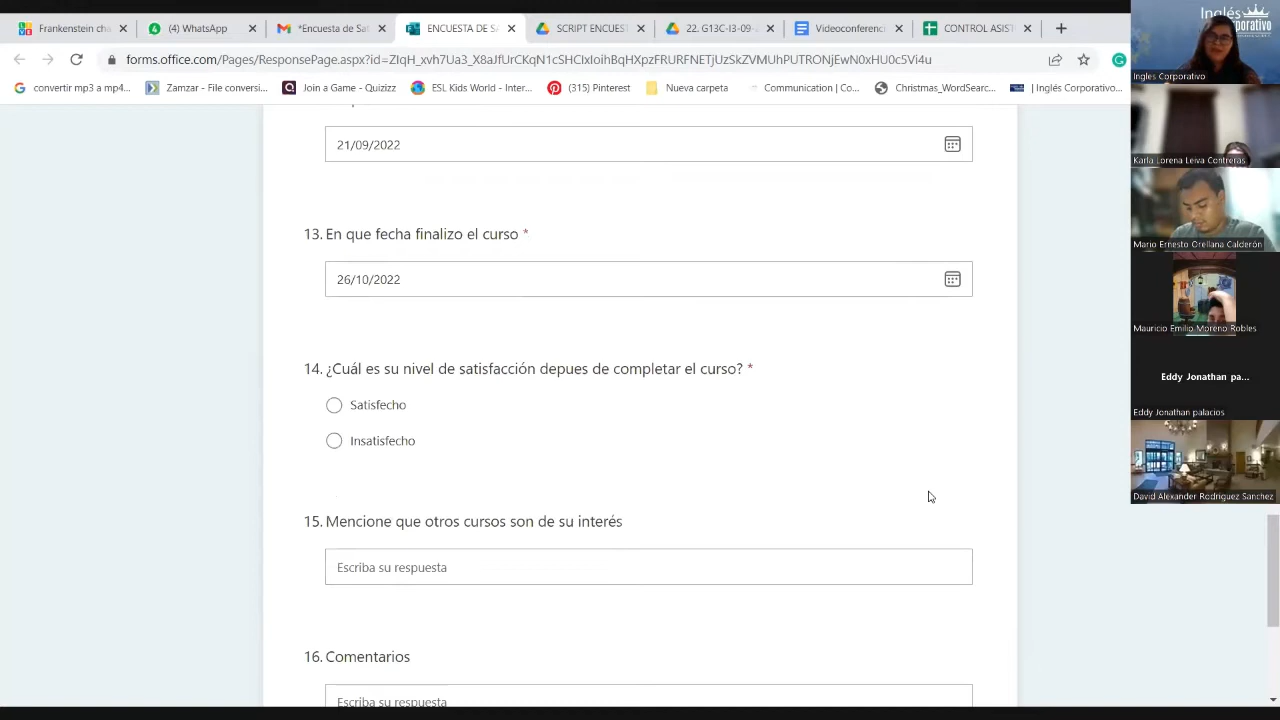 Frankenstein cha
(4) WhatsApp
*Encuesta de Sat
ENCUESTA DE SA
SCRIPT ENCUEST
22. G13C-I3-09 -
Videoconferenci
CONTROL ASIST
forms.office.com/Pages/ResponsePage.aspx?id=
convertir mp3 a mp4...
Zamzar - File conversi...
Join a Game - Quizizz
ESL Kids World - Inter...
(315) Pinterest
Nueva carpeta
Communication | Co...
Christmas_WordSearc...
| Inglés Corporativo...
21/09/2022
13. En que fecha finalizo el curso *
26/10/2022
14. ¿Cuál es su nivel de satisfacción depues de completar el curso? *
Satisfecho
Insatisfecho
15. Mencione que otros cursos son de su interés
Escriba su respuesta
16. Comentarios
Escriba su respuesta
Inglés
Corporativo
Ingles Corporativo
Karla Lorena Leiva Contreras
Mario Ernesto Orellana Calderón
Mauricio Emilio Moreno Robles
Eddy Jonathan pa...
Eddy Jonathan palacios
David Alexander Rodriguez Sanchez